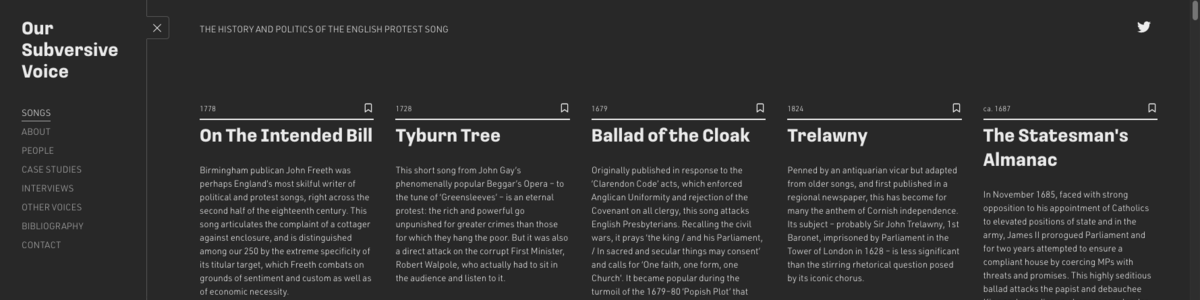 Our
Subversive
Voice
SONGS
ABOUT
PEOPLE
CASE STUDIES
INTERVIEWS
OTHER VOICES
BIBLIOGRAPHY
CONTACT
THE HISTORY AND POLITICS OF THE ENGLISH PROTEST SONG
1778
On The Intended Bill
Birmingham publican John Freeth was
perhaps England's most skilful writer of
political and protest songs, right across the
second half of the eighteenth century. This
song articulates the complaint of a cottager
against enclosure, and is distinguished
among our 250 by the extreme specificity of
its titular target, which Freeth combats on
grounds of sentiment and custom as well as
of economic necessity.
1728
Tyburn Tree
This short song from John Gay's
phenomenally popular Beggar's Opera – to
the tune of 'Greensleeves' – is an eternal
protest: the rich and powerful go
unpunished for greater crimes than those
for which they hang the poor. But it was also
a direct attack on the corrupt First Minister,
Robert Walpole, who actually had to sit in
the audience and listen to it.
1679
Ballad of the Cloak
Originally published in response to the
'Clarendon Code' acts, which enforced
Anglican Uniformity and rejection of the
Covenant on all clergy, this song attacks
English Presbyterians. Recalling the civil
wars, it prays 'the king / and his Parliament,
/ In sacred and secular things may consent'
and calls for 'One faith, one form, one
Church'. It became popular during the
turmoil of the 1679–80 'Popish Plot' that
1824
Trelawny
Penned by an antiquarian vicar but adapted
from older songs, and first published in a
regional newspaper, this has become for
many the anthem of Cornish independence.
Its subject – probably Sir John Trelawny, 1st
Baronet, imprisoned by Parliament in the
Tower of London in 1628 – is less significant
than the stirring rhetorical question posed
by its iconic chorus.
ca. 1687
The Statesman's
Almanac
In November 1685, faced with strong
opposition to his appointment of Catholics
to elevated positions of state and in the
army, James II prorogued Parliament and
for two years attempted to ensure a
compliant house by coercing MPs with
threats and promises. This highly seditious
ballad attacks the papist and debauchee